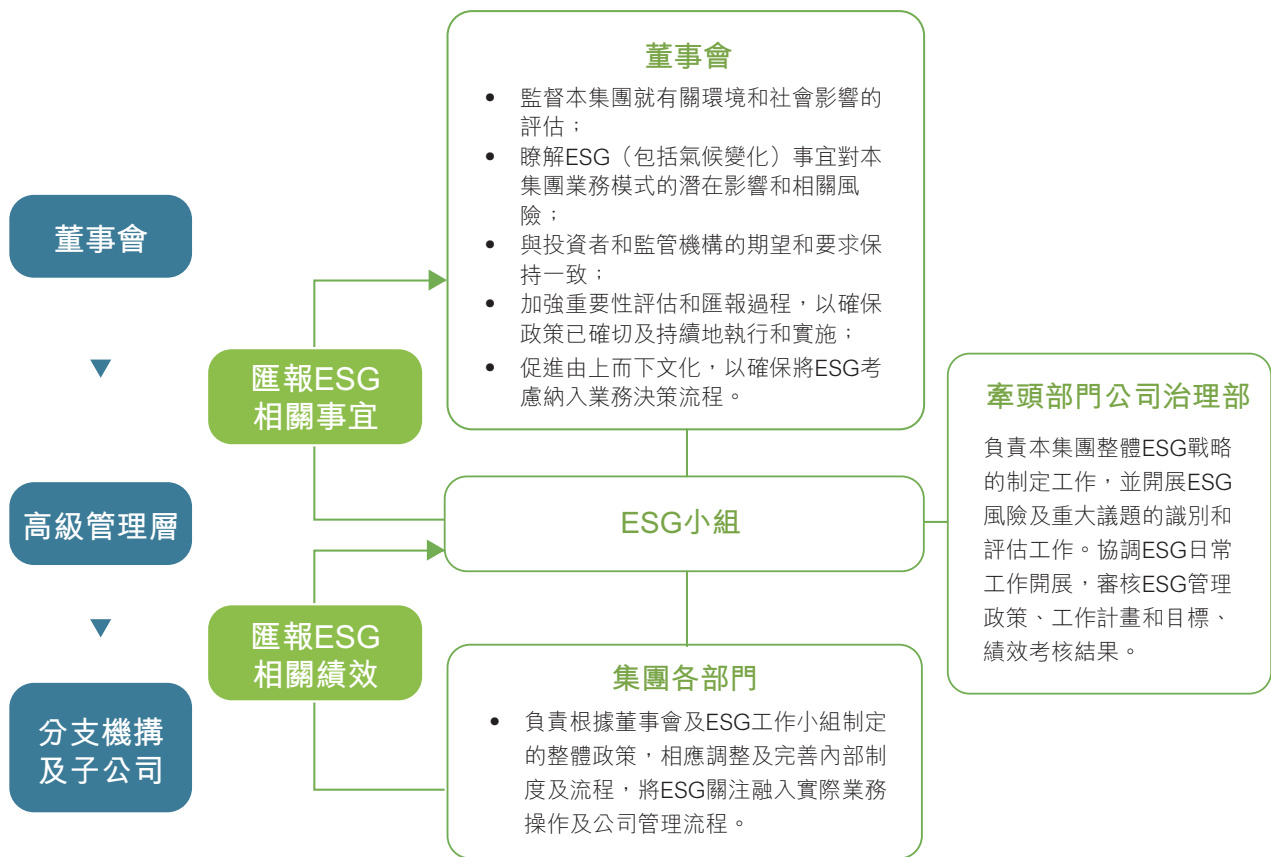 董事會
高級管理層
分支機構
及子公司
匯報ESG
相關事宜
匯報ESG
相關績效
董事會
• 監督本集團就有關環境和社會影響的
評估；
• 瞭解ESG（包括氣候變化）事宜對本
集團業務模式的潛在影響和相關風
險；
• 與投資者和監管機構的期望和要求保
持一致；
• 加強重要性評估和匯報過程，以確保
政策已確切及持續地執行和實施；
• 促進由上而下文化，以確保將ESG考
慮納入業務決策流程。
ESG小組
集團各部門
• 負責根據董事會及ESG工作小組制定
的整體政策，相應調整及完善內部制
度及流程，將ESG關注融入實際業務
操作及公司管理流程。
牽頭部門公司治理部
負責本集團整體ESG戰略
的制定工作，並開展ESG
風險及重大議題的識別和
評估工作。協調ESG日常
工作開展，審核ESG管理
政策、工作計畫和目標、
績效考核結果。